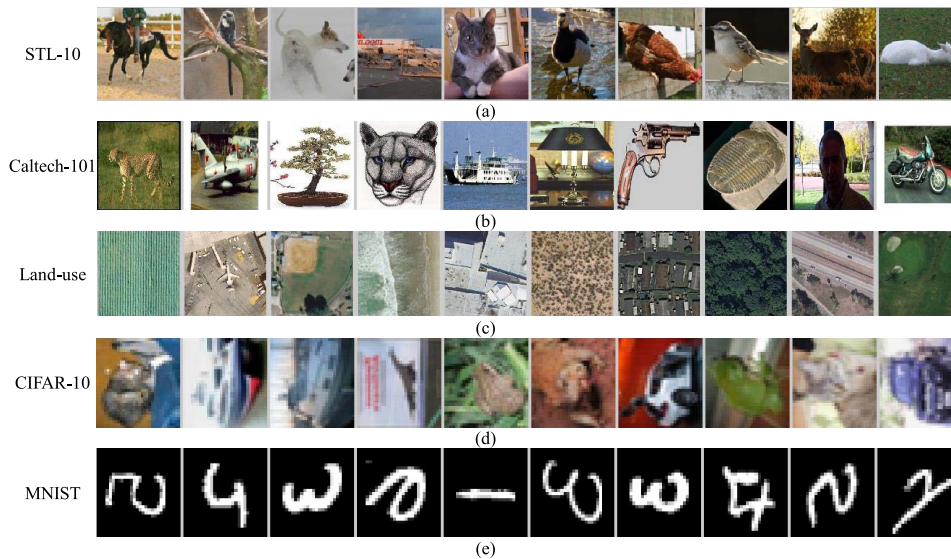 STL-10
(a)
Caltech-101
(b)
Land-use
(c)
CIFAR-10
(d)
MNIST
(e)